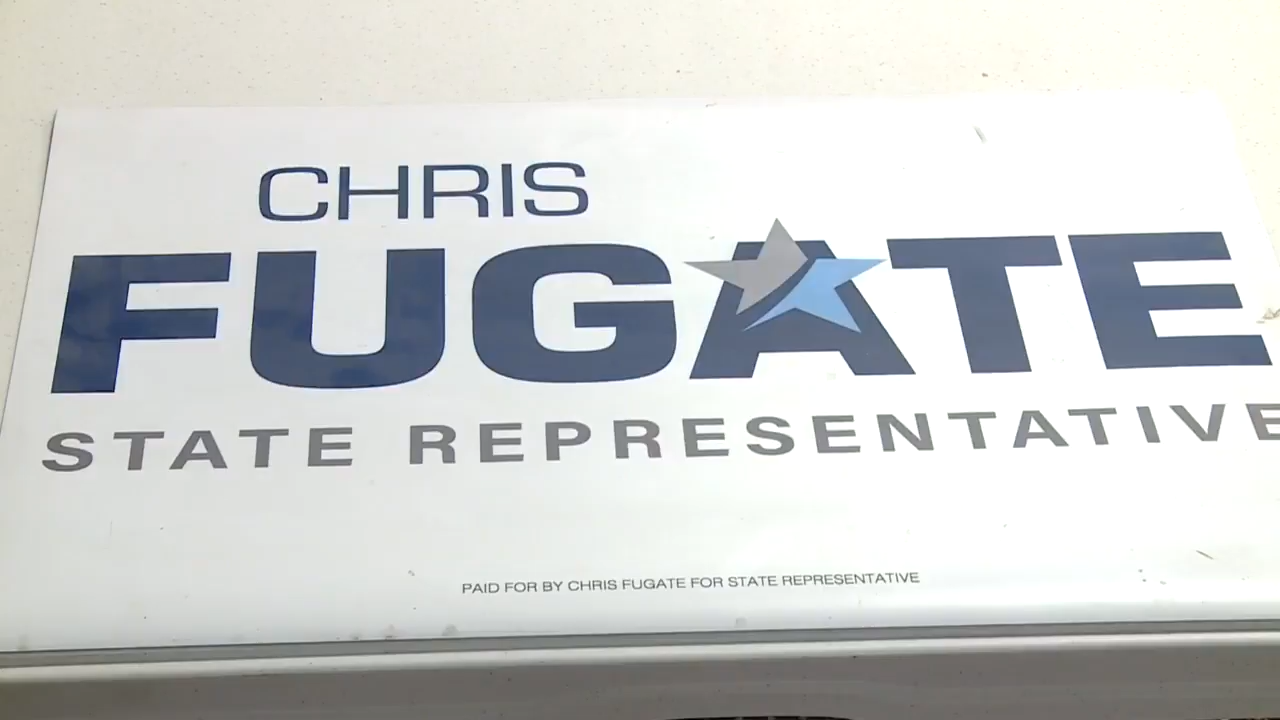 CHRIS
FUGATE
STATE REPRESENTATIVE
PAID FOR BY CHRIS FUGATE FOR STATE REPRESENTATIVE